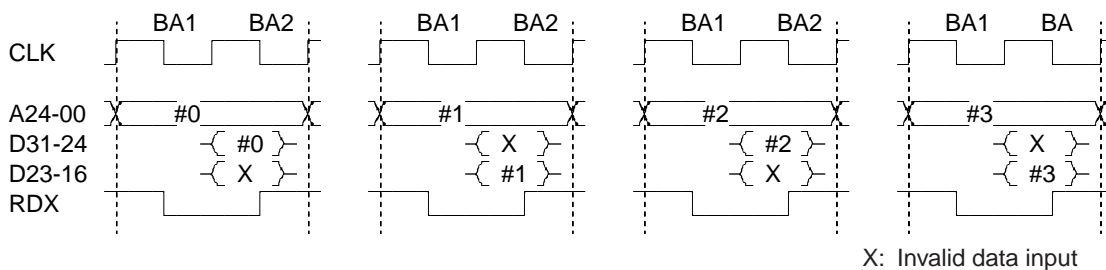 BA1 BA2 BA1 BA2 BA1 BA2 BA1 BA
CLK
A24-00 #0 #1 #2 #3
D31-24 #0 X #2 X
D23-16 X #1 X #3
RDX
X: Invalid data input